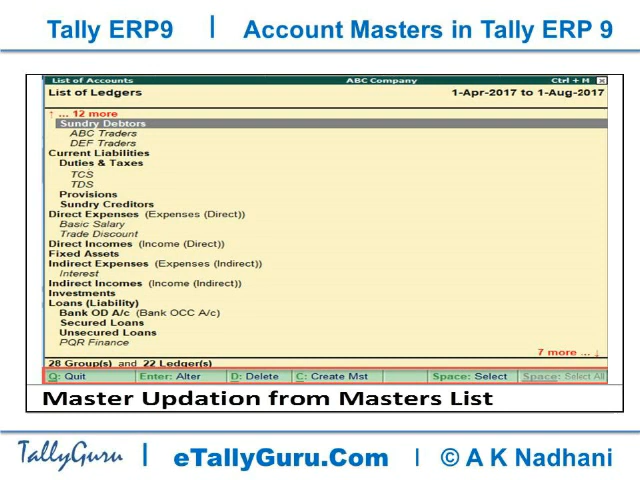 Tally ERP9 | Account Masters in Tally ERP 9
List of Accounts ABC Company Ctrl + M
List of Ledgers 1-Apr-2017 to 1-Aug-2017
↑ ... 12 more
Sundry Debtors
ABC Traders
DEF Traders
Current Liabilities
Duties & Taxes
TCS
TDS
Provisions
Sundry Creditors
Direct Expenses (Expenses (Direct))
Basic Salary
Trade Discount
Direct Incomes (Income (Direct))
Fixed Assets
Indirect Expenses (Expenses (Indirect))
Interest
Indirect Incomes (Income (Indirect))
Investments
Loans (Liability)
Bank OD A/c (Bank OCC A/c)
Secured Loans
Unsecured Loans
PQR Finance
7 more ... ↓
28 Group(s) and 22 Ledger(s)
Q: Quit Enter: Alter D: Delete C: Create Mst Space: Select Space: Select All
Master Updation from Masters List
TallyGuru | eTallyGuru.Com | © A K Nadhani